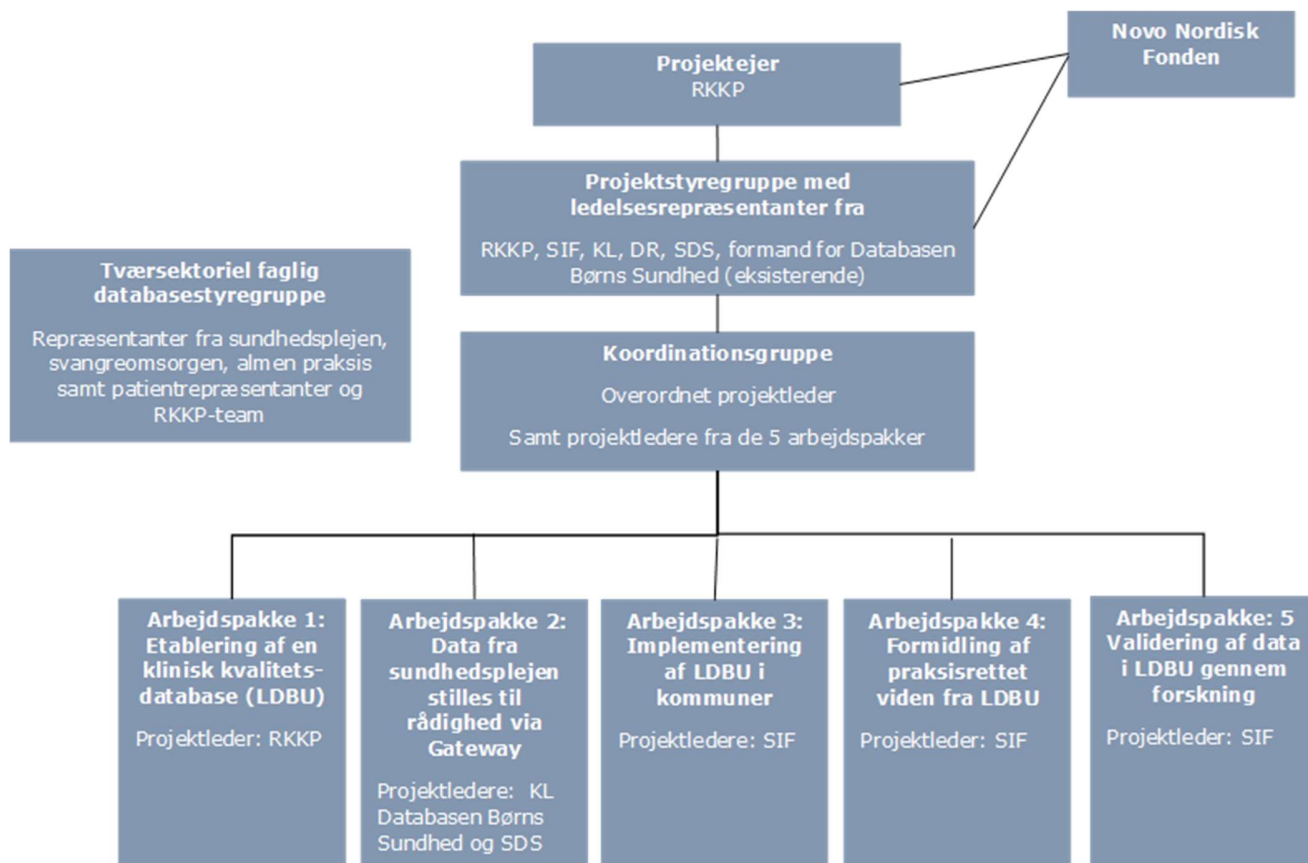 Novo Nordisk
Fonden
Projektejer
RKKP
Projektstyregruppe med
ledelsesrepræsentanter fra
RKKP, SIF, KL, DR, SDS, formand for Databasen
Børns Sundhed (eksisterende)
Tværsektoriel faglig
databasestyregruppe
Repræsentanter fra sundhedsplejen,
svangreomsorgen, almen praksis
samt patientrepræsentanter og
RKKP-team
Koordinationsgruppe
Overordnet projektleder
Samt projektledere fra de 5 arbejdspakker
Arbejdspakke 1:
Etablering af en
klinisk kvalitets-
database (LDBU)
Projektleder: RKKP
Arbejdspakke 2:
Data fra
sundhedsplejen
stilles til
rådighed via
Gateway
Projektledere: KL
Databasen Børns
Sundhed og SDS
Arbejdspakke 3:
Implementering
af LDBU i
kommuner
Projektledere: SIF
Arbejdspakke 4:
Formidling af
praksisrettet
viden fra LDBU
Projektleder: SIF
Arbejdspakke: 5
Validering af data
i LDBU gennem
forskning
Projektleder: SIF